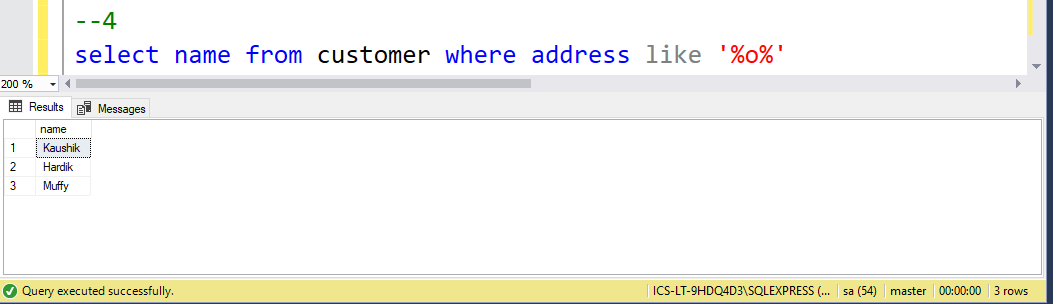 --4
select name from customer where address like '%o%'
200 %
Results Messages
name
1 Kaushik
2 Hardik
3 Muffy
Query executed successfully. ICS-LT-9HDQ4D3\SQLEXPRESS (... sa (54) master 00:00:00 3 rows